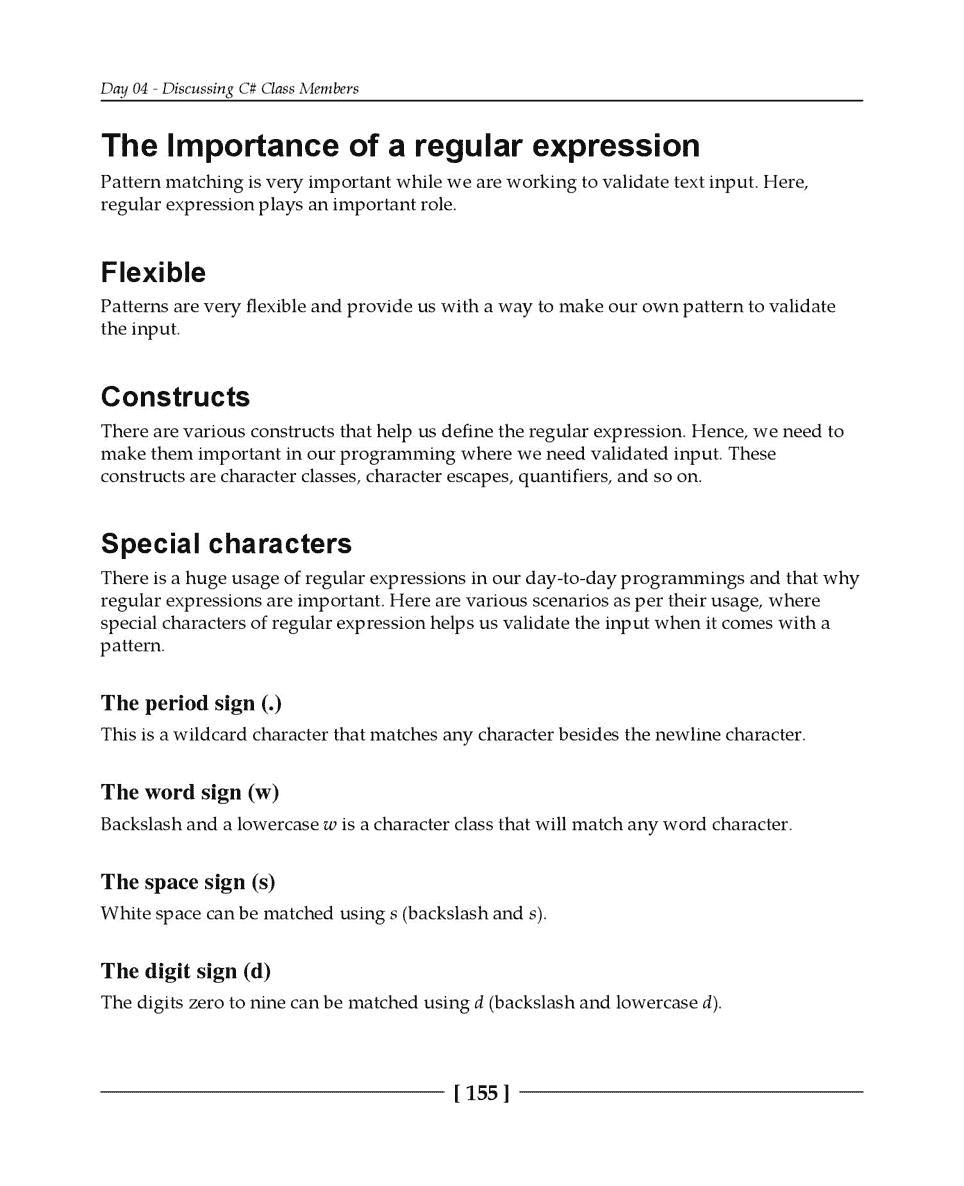 Day 04 - Discussing C# Class Members
The Importance of a regular expression
Pattern matching is very important while we are working to validate text input. Here,
regular expression plays an important role.
Flexible
Patterns are very flexible and provide us with a way to make our own pattern to validate
the input.
Constructs
There are various constructs that help us define the regular expression. Hence, we need to
make them important in our programming where we need validated input. These
constructs are character classes, character escapes, quantifiers, and so on.
Special characters
There is a huge usage of regular expressions in our day-to-day programmings and that why
regular expressions are important. Here are various scenarios as per their usage, where
special characters of regular expression helps us validate the input when it comes with a
pattern.
The period sign (.)
This is a wildcard character that matches any character besides the newline character.
The word sign (w)
Backslash and a lowercase w is a character class that will match any word character.
The space sign (s)
White space can be matched using s (backslash and s).
The digit sign (d)
The digits zero to nine can be matched using d (backslash and lowercase d).
[ 155 ]